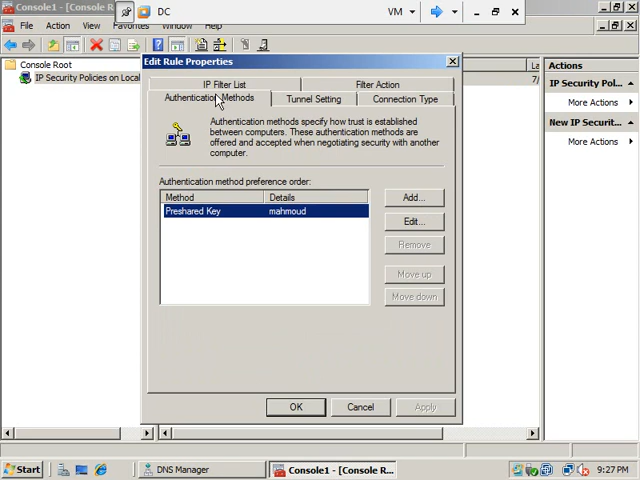 Console1 - [Console
DC
VM
File
Action
View
Favorites
Window
Help
Console Root
IP Security Policies on Local
7/
Actions
IP Security Pol...
More Actions
New IP Securit...
More Actions
Edit Rule Properties
IP Filter List
Filter Action
Authentication Methods
Tunnel Setting
Connection Type
Authentication methods specify how trust is established
between computers. These authentication methods are
offered and accepted when negotiating security with another
computer.
Authentication method preference order:
Method Details
Preshared Key mahmoud
Add...
Edit...
Remove
Move up
Move down
OK
Cancel
Apply
Start
DNS Manager
Console1 - [Console R...
9:27 PM